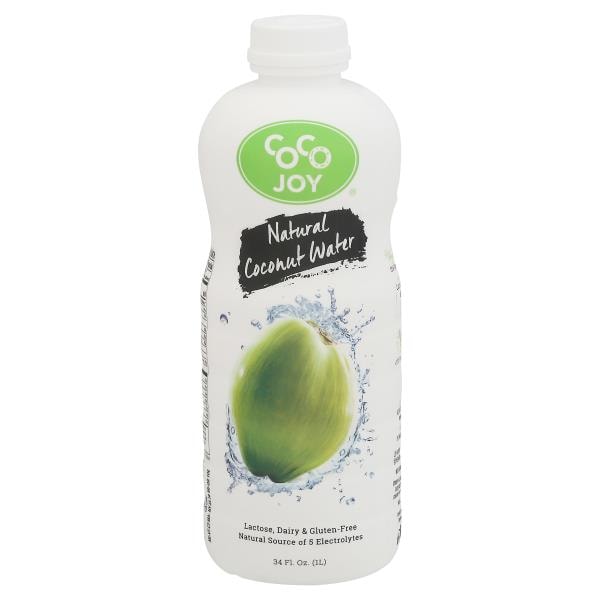 COCO
JOY
®
Natural
Coconut Water
Lactose, Dairy & Gluten-Free
Natural Source of 5 Electrolytes
34 Fl. Oz. (1L)